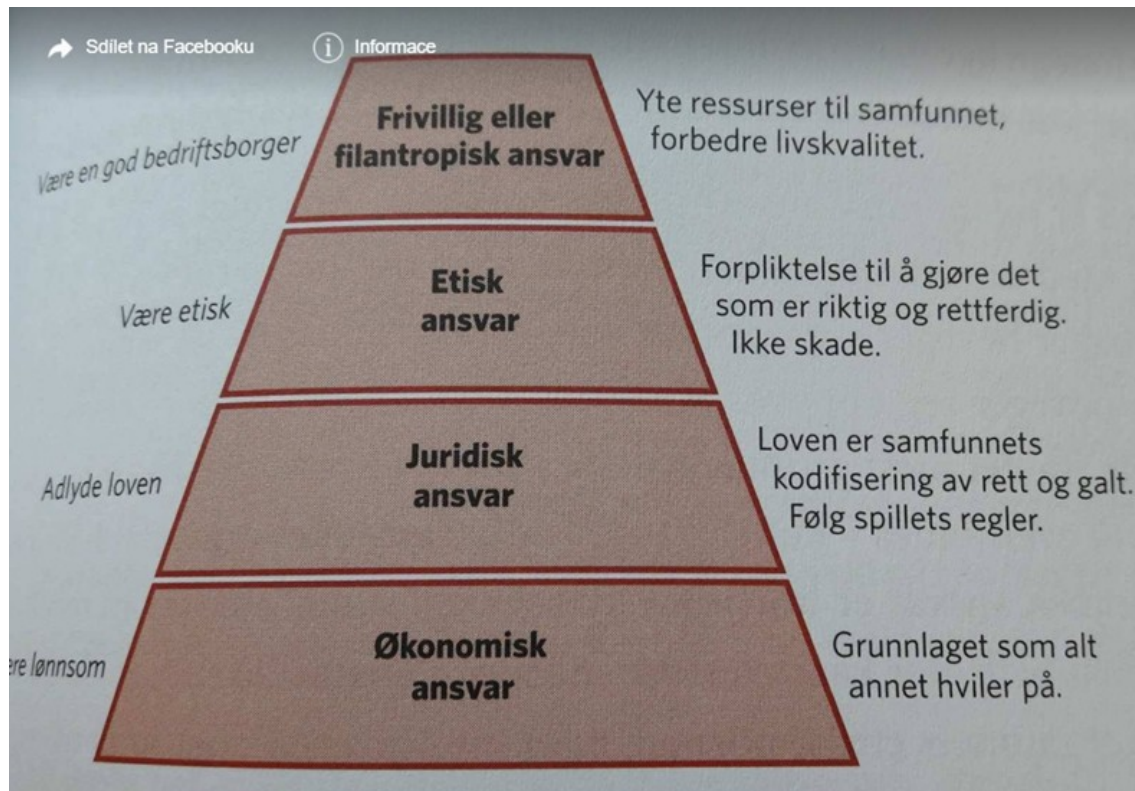 Sdílet na Facebooku
Informace
Være en god bedriftsborger
Frivillig eller
filantropisk ansvar
Yte ressurser til samfunnet,
forbedre livskvalitet.
Være etisk
Etisk
ansvar
Forpliktelse til å gjøre det
som er riktig og rettferdig.
Ikke skade.
Adlyde loven
Juridisk
ansvar
Loven er samfunnets
kodifisering av rett og galt.
Følg spillets regler.
lønnsom
Økonomisk
ansvar
Grunnlaget som alt
annet hviler på.